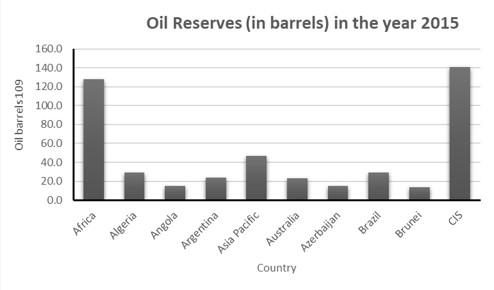 Oil Reserves (in barrels) in the year 2015
Oil barrels109
160.0
140.0
120.0
100.0
80.0
60.0
40.0
20.0
0.0
Africa
Algeria
Angola
Argentina
Asia Pacific
Australia
Azerbaijan
Brazil
Brunei
CIS
Country